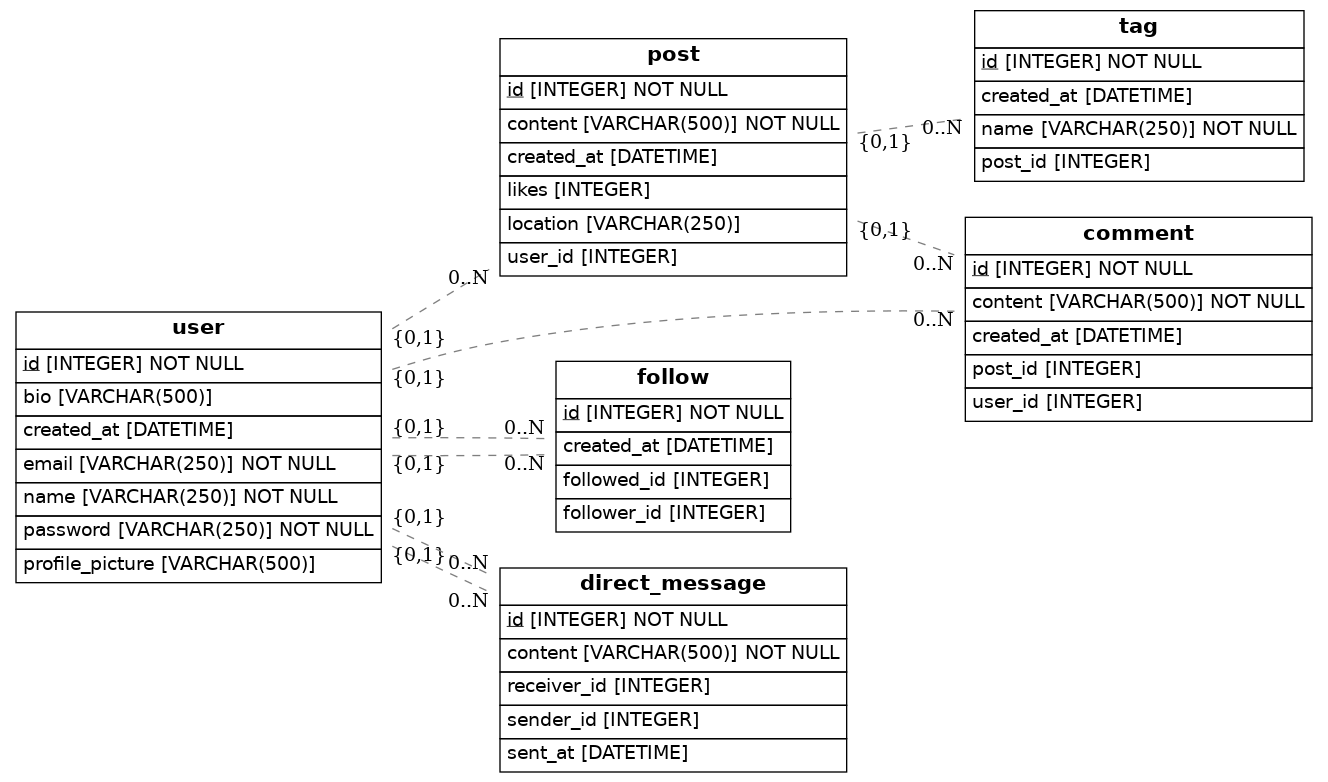 post
id [INTEGER] NOT NULL
content [VARCHAR(500)] NOT NULL
created_at [DATETIME]
likes [INTEGER]
location [VARCHAR(250)]
user_id [INTEGER]
tag
id [INTEGER] NOT NULL
created_at [DATETIME]
name [VARCHAR(250)] NOT NULL
post_id [INTEGER]
0..N
{0,1}
{0,1}
0..N
comment
id [INTEGER] NOT NULL
content [VARCHAR(500)] NOT NULL
created_at [DATETIME]
post_id [INTEGER]
user_id [INTEGER]
0..N
{0,1}
0..N
{0,1}
user
id [INTEGER] NOT NULL
bio [VARCHAR(500)]
created_at [DATETIME]
email [VARCHAR(250)] NOT NULL
name [VARCHAR(250)] NOT NULL
password [VARCHAR(250)] NOT NULL
profile_picture [VARCHAR(500)]
{0,1}
0..N
{0,1}
0..N
follow
id [INTEGER] NOT NULL
created_at [DATETIME]
followed_id [INTEGER]
follower_id [INTEGER]
{0,1}
0..N
{0,1}
0..N
direct_message
id [INTEGER] NOT NULL
content [VARCHAR(500)] NOT NULL
receiver_id [INTEGER]
sender_id [INTEGER]
sent_at [DATETIME]